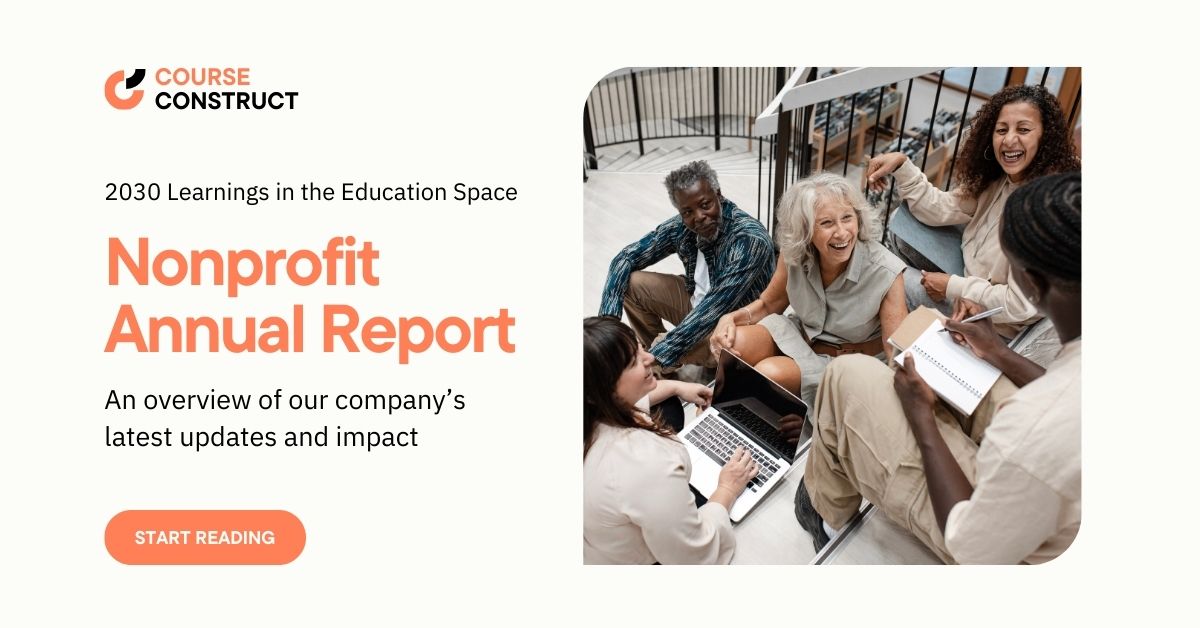 COURSE
CONSTRUCT
2030 Learnings in the Education Space
Nonprofit
Annual Report
An overview of our company’s
latest updates and impact
START READING